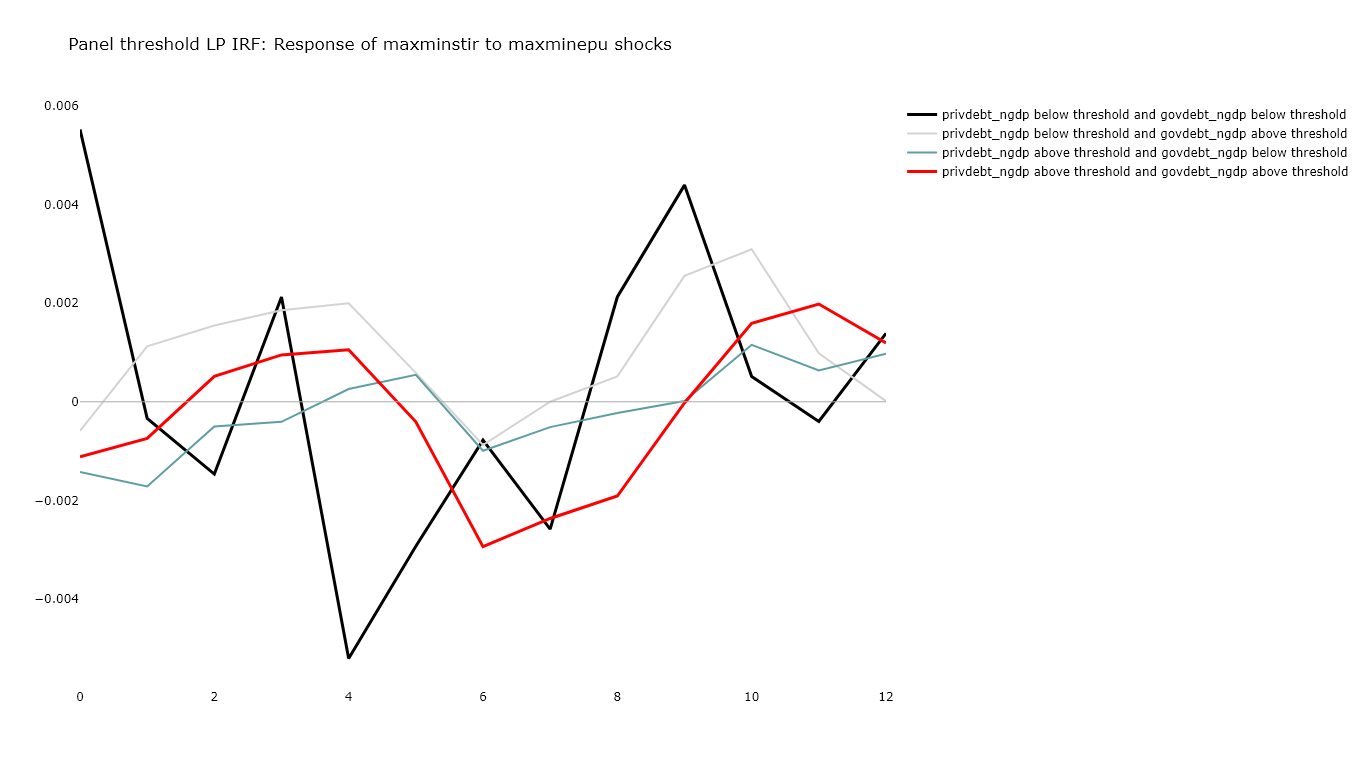 Panel threshold LP IRF: Response of maxminstir to maxminepu shocks
0.006
0.004
0.002
0
−0.002
−0.004
0 2 4 6 8 10 12
privdebt_ngdp below threshold and govdebt_ngdp below threshold
privdebt_ngdp below threshold and govdebt_ngdp above threshold
privdebt_ngdp above threshold and govdebt_ngdp below threshold
privdebt_ngdp above threshold and govdebt_ngdp above threshold